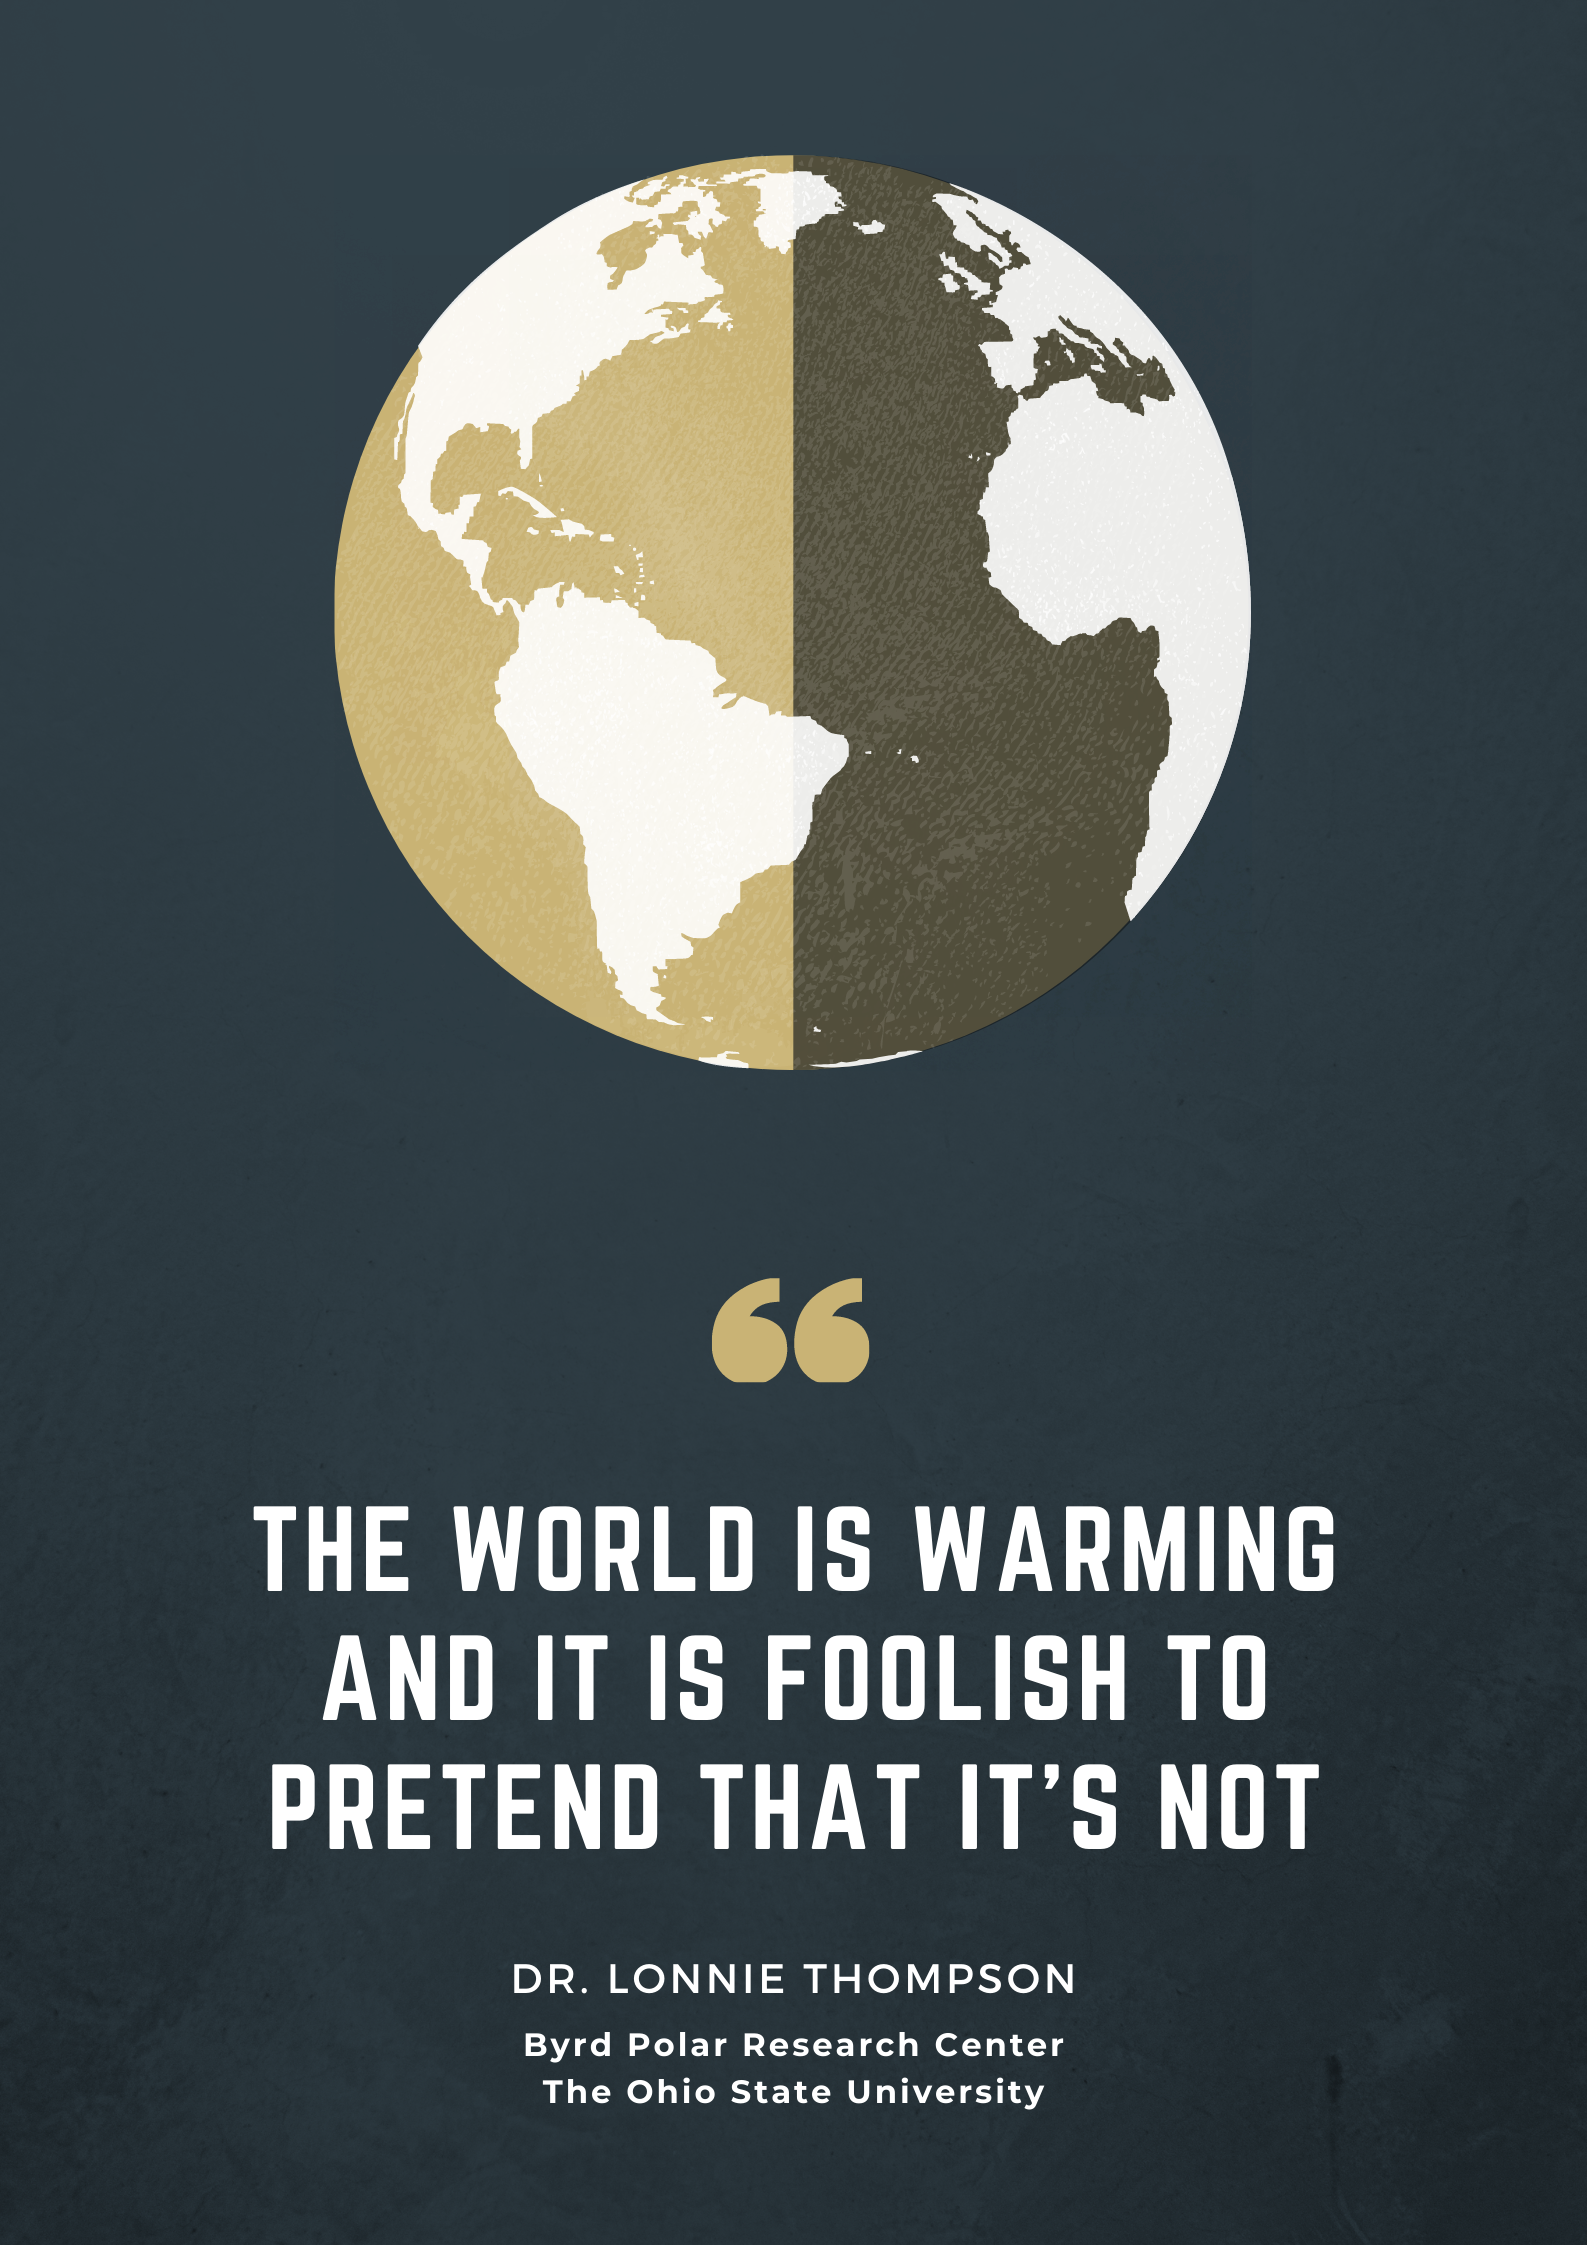 “
THE WORLD IS WARMING
AND IT IS FOOLISH TO
PRETEND THAT IT’S NOT
DR. LONNIE THOMPSON
Byrd Polar Research Center
The Ohio State University